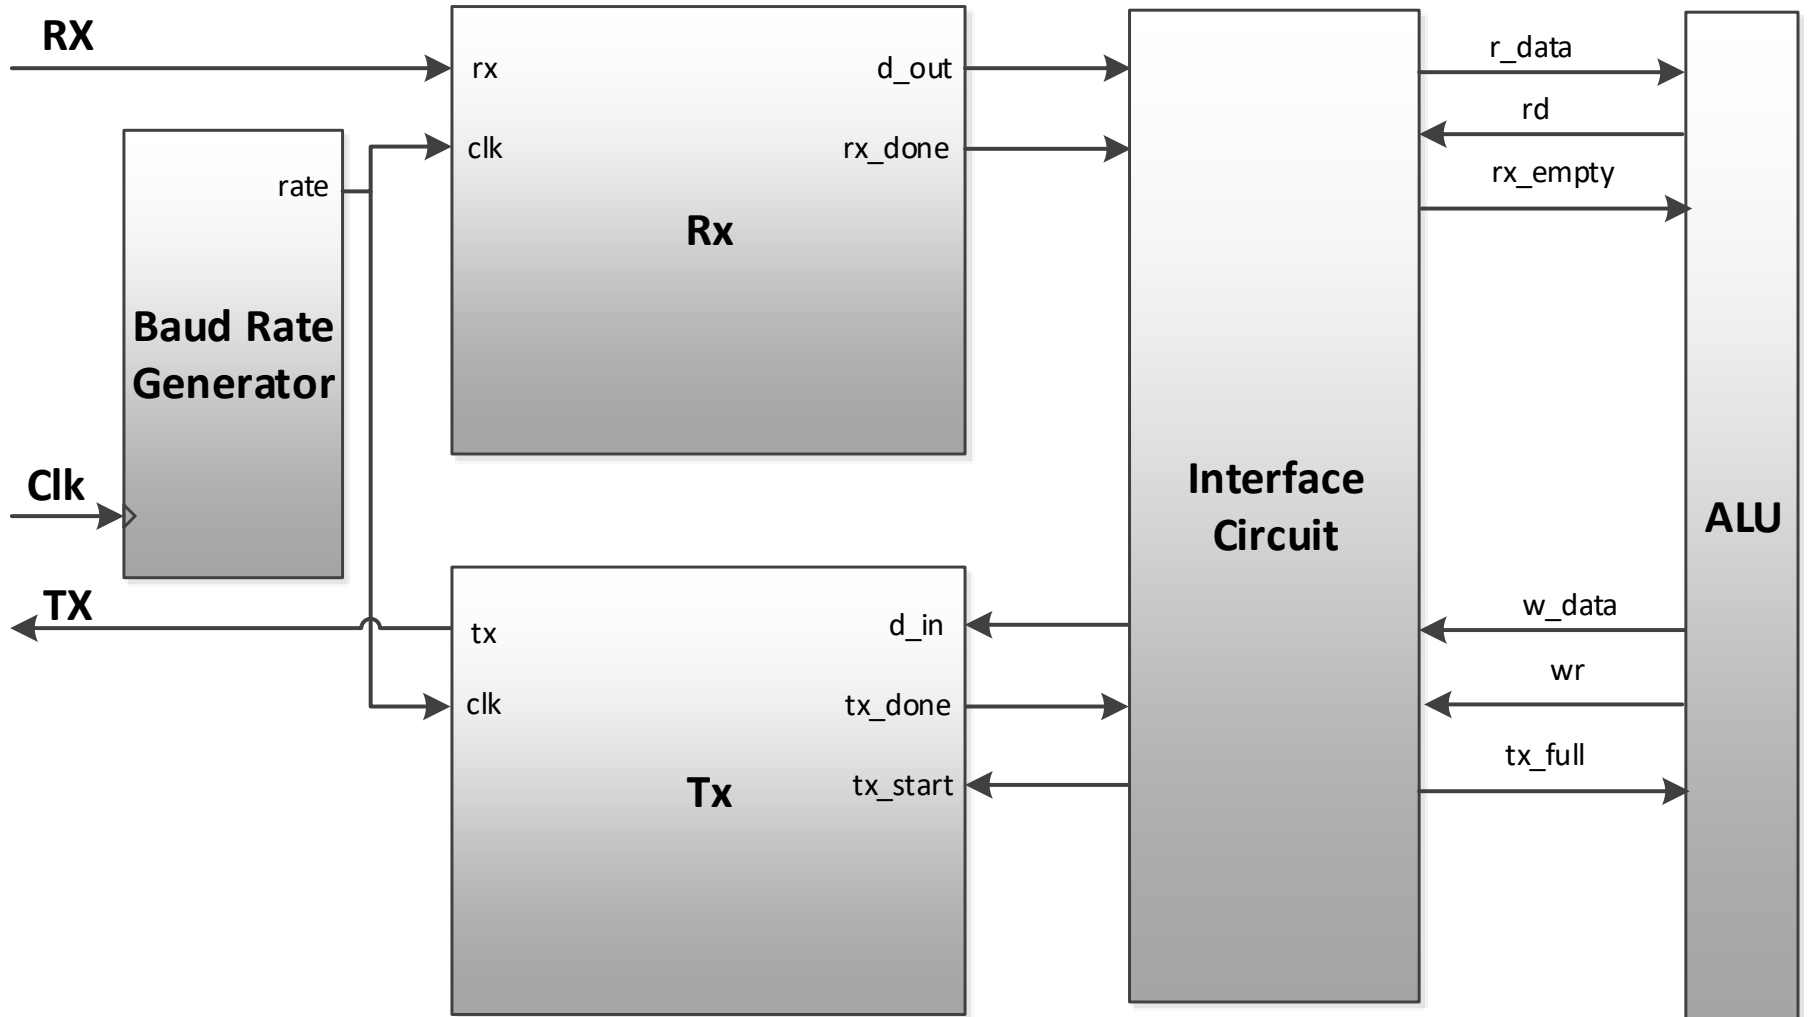 RX
rx
d_out
r_data
rd
clk
rx_done
rx_empty
rate
Rx
Baud Rate
Generator
Clk
Interface
Circuit
ALU
TX
tx
d_in
w_data
wr
clk
tx_done
tx_full
Tx
tx_start